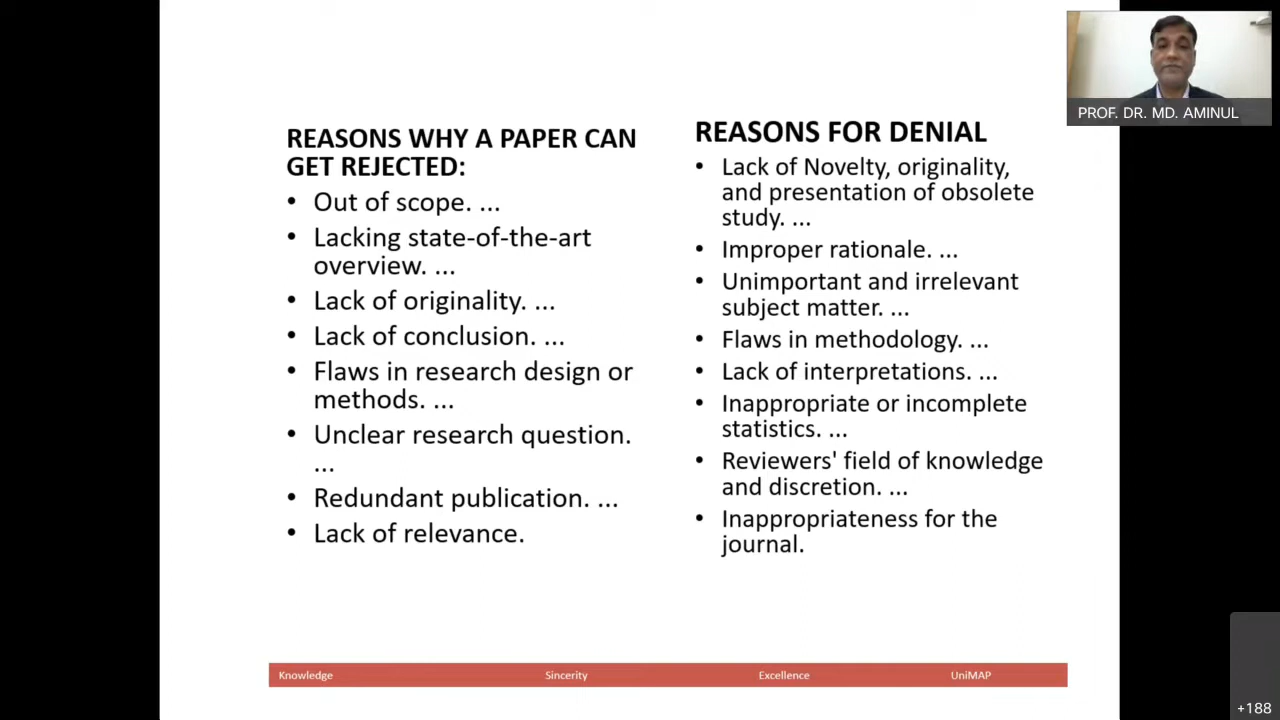 REASONS WHY A PAPER CAN
GET REJECTED:
• Out of scope. ...
• Lacking state-of-the-art
overview. ...
• Lack of originality. ...
• Lack of conclusion. ...
• Flaws in research design or
methods. ...
• Unclear research question.
...
• Redundant publication. ...
• Lack of relevance.
REASONS FOR DENIAL
• Lack of Novelty, originality,
and presentation of obsolete
study. ...
• Improper rationale. ...
• Unimportant and irrelevant
subject matter. ...
• Flaws in methodology. ...
• Lack of interpretations. ...
• Inappropriate or incomplete
statistics. ...
• Reviewers' field of knowledge
and discretion. ...
• Inappropriateness for the
journal.
PROF. DR. MD. AMINUL
Knowledge Sincerity Excellence UniMAP
+188